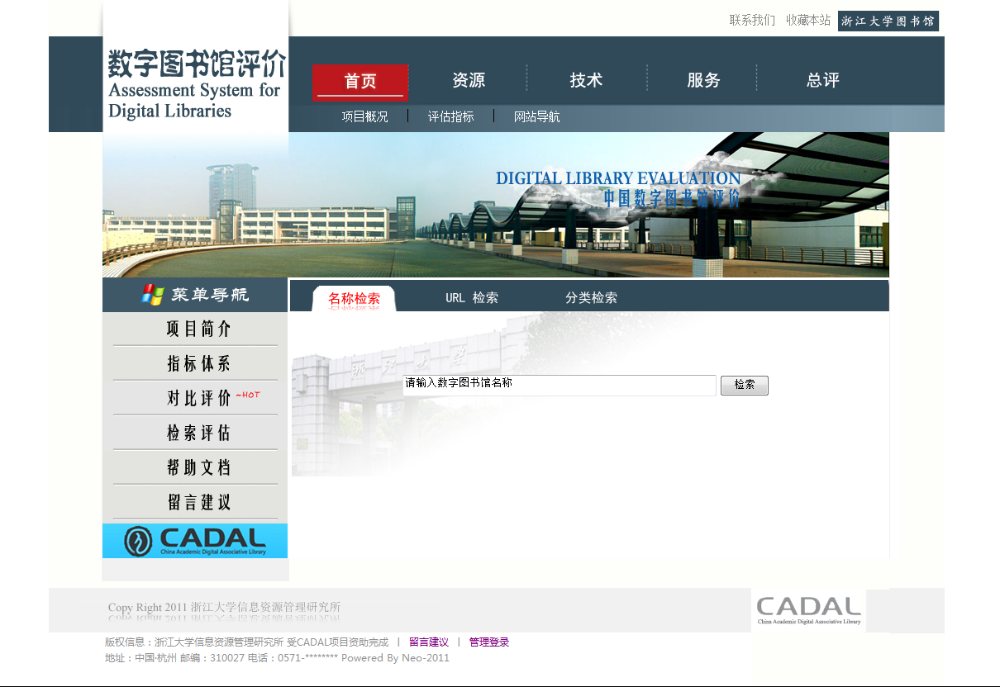 联系我们 收藏本站 浙江大学图书馆
数字图书馆评价
Assessment System for
Digital Libraries
首页 资源 技术 服务 总评
项目概况 评估指标 网站导航
DIGITAL LIBRARY EVALUATION
中国数字图书馆评价
菜单导航
项目简介
指标体系
对比评价 ~HOT
检索评估
帮助文档
留言建议
CADAL
China Academic Digital Associative Library
名称检索 URL 检索 分类检索
浙江大学
请输入数字图书馆名称 检索
Copy Right 2011 浙江大学信息资源管理研究所
CADAL
China Academic Digital Associative Library
版权信息：浙江大学信息资源管理研究所 受CADAL项目资助完成 | 留言建议 | 管理登录
地址：中国·杭州 邮编：310027 电话：0571-******** Powered By Neo-2011